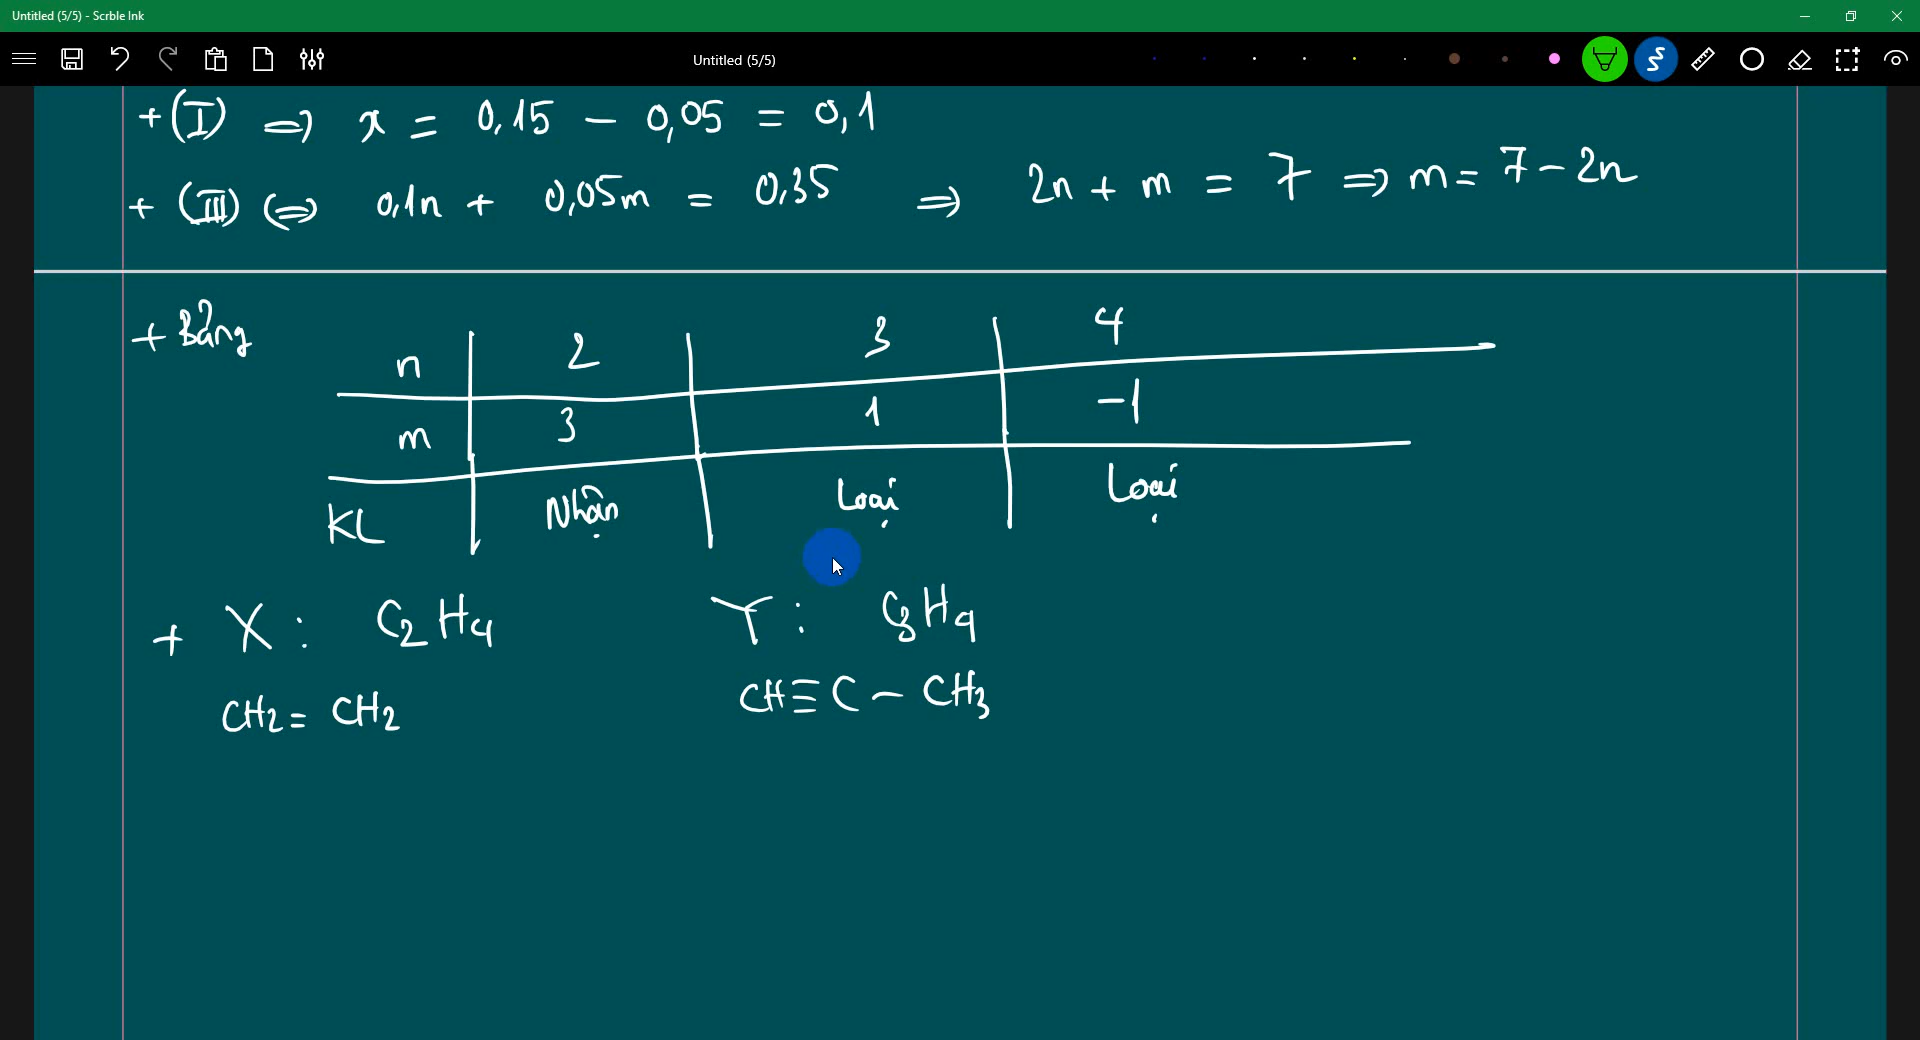 Untitled (5/5) - Scrble Ink
Untitled (5/5)
+ (I) ⇒ x = 0,15 − 0,05 = 0,1
+ (III) ⇔ 0,1n + 0,05m = 0,35 ⇒ 2n + m = 7 ⇒ m = 7 − 2n
+ Bảng
n 2 3 4
m 3 1 −1
KL Nhận Loại Loại
+ X : C2H4 Y : C3H4
CH2 = CH2 CH ≡ C − CH3